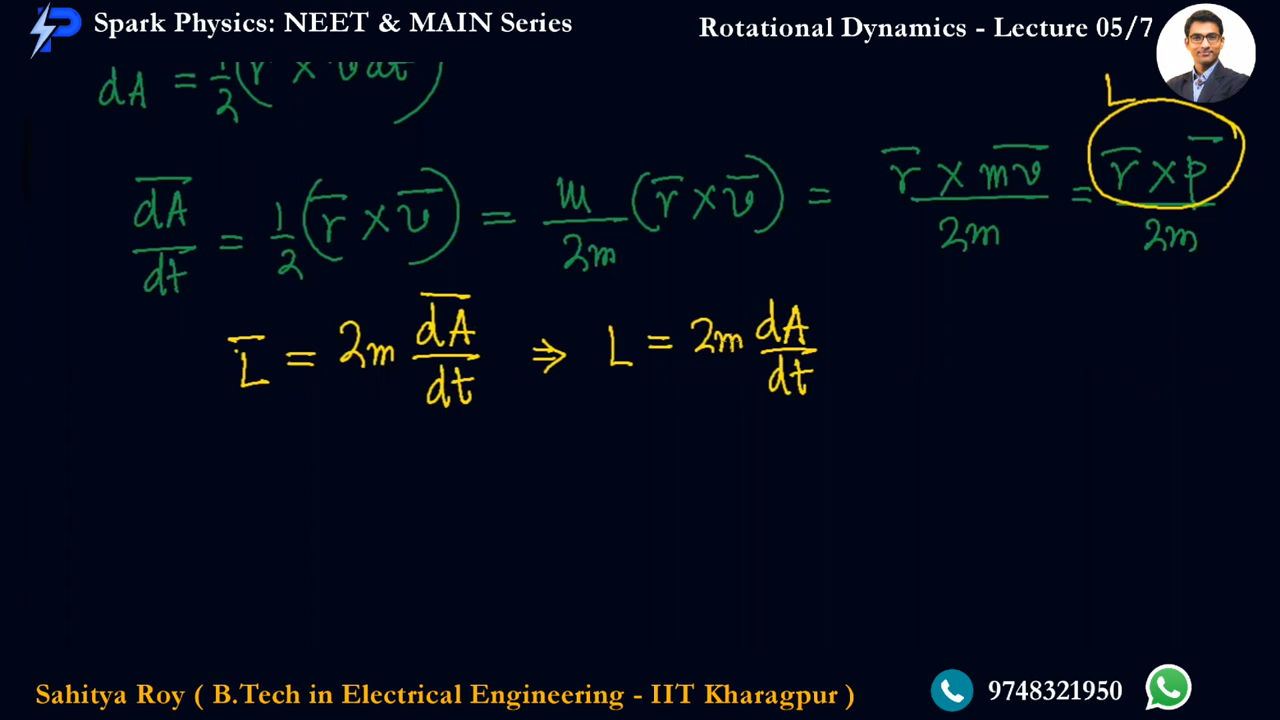 Spark Physics: NEET & MAIN Series
Rotational Dynamics - Lecture 05/7
dA = 1/2 (r × v dt)
L
dA/dt = 1/2 (r̅ × v̅) = m/2m (r̅ × v̅) = r̅ × mv̅/2m = r̅ × p̅/2m
L̅ = 2m dA̅/dt ⇒ L = 2m dA/dt
Sahitya Roy ( B.Tech in Electrical Engineering - IIT Kharagpur )
9748321950